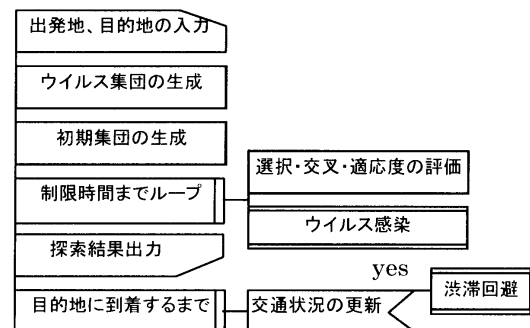 出発地、目的地の入力
ウイルス集団の生成
初期集団の生成
選択・交叉・適応度の評価
制限時間までループ
ウイルス感染
探索結果出力
yes
渋滞回避
目的地に到着するまで
交通状況の更新